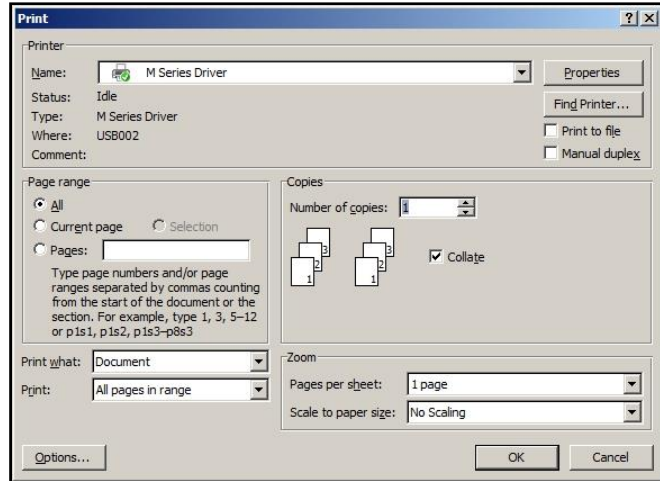 Print
Printer
Name: M Series Driver Properties
Status: Idle
Type: M Series Driver Find Printer...
Where: USB002 Print to file
Comment: Manual duplex
Page range
All
Current page Selection
Pages:
Type page numbers and/or page
ranges separated by commas counting
from the start of the document or the
section. For example, type 1, 3, 5–12
or p1s1, p1s2, p1s3–p8s3
Copies
Number of copies: 1
3 3
2 2
1 1
Collate
Print what: Document
Print: All pages in range
Zoom
Pages per sheet: 1 page
Scale to paper size: No Scaling
Options... OK Cancel